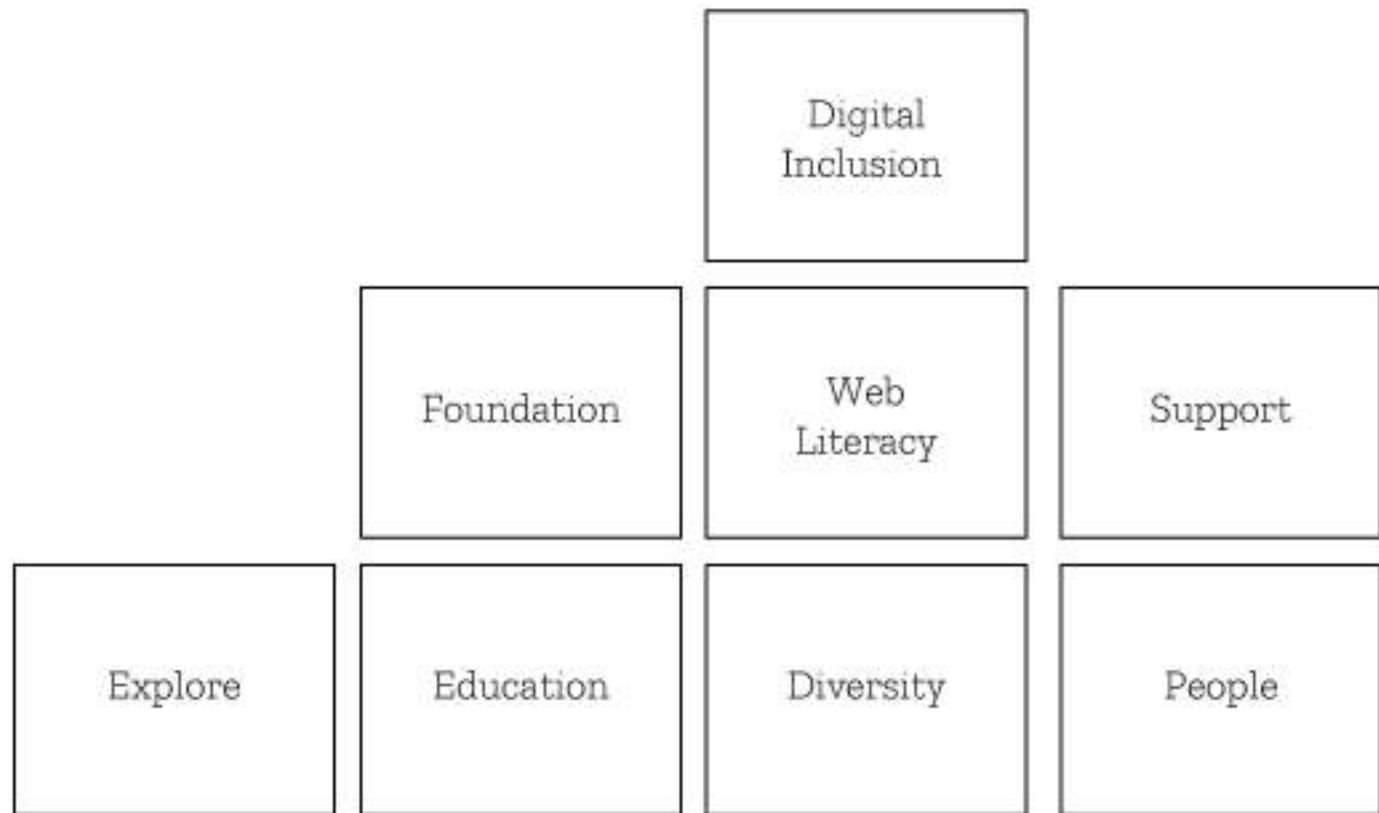 Digital
Inclusion
Foundation
Web
Literacy
Support
Explore
Education
Diversity
People